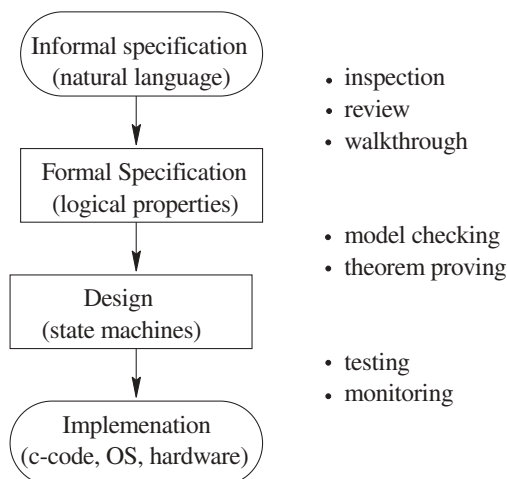 Informal specification
(natural language)
• inspection
• review
• walkthrough
Formal Specification
(logical properties)
• model checking
• theorem proving
Design
(state machines)
• testing
• monitoring
Implemenation
(c-code, OS, hardware)